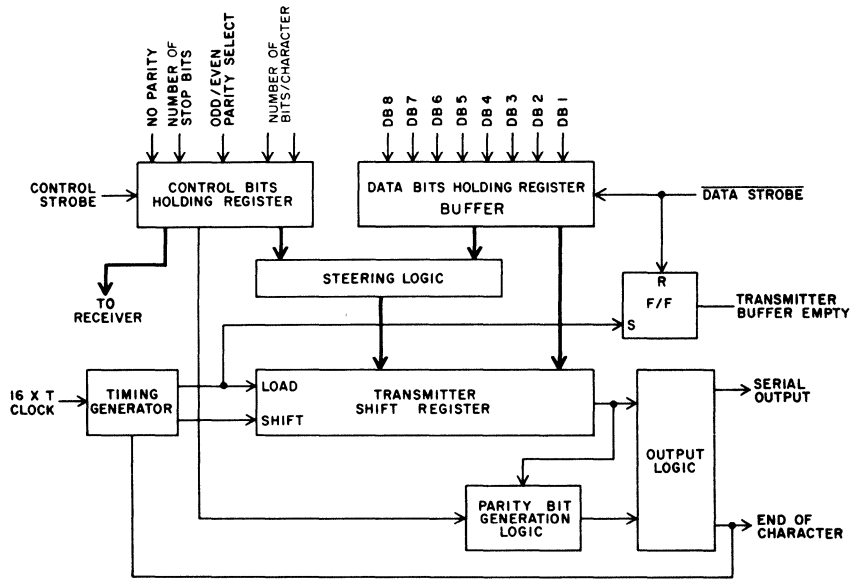 NO PARITY
NUMBER OF
STOP BITS
ODD/EVEN
PARITY SELECT
NUMBER OF
BITS/CHARACTER
DB8
DB7
DB6
DB5
DB4
DB3
DB2
DB1
CONTROL
STROBE
CONTROL BITS
HOLDING REGISTER
DATA BITS HOLDING REGISTER
BUFFER
DATA STROBE
STEERING LOGIC
TO
RECEIVER
R
F/F
S
TRANSMITTER
BUFFER EMPTY
16 X T
CLOCK
TIMING
GENERATOR
LOAD
SHIFT
TRANSMITTER
SHIFT REGISTER
SERIAL
OUTPUT
OUTPUT
LOGIC
PARITY BIT
GENERATION
LOGIC
END OF
CHARACTER